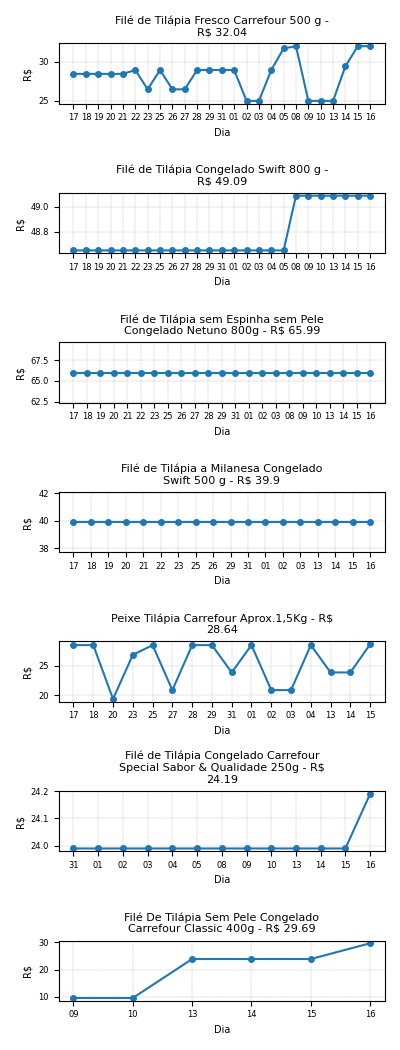 Filé de Tilápia Fresco Carrefour 500 g -
R$ 32.04
R$
30
25
17 18 19 20 21 22 23 25 26 27 28 29 31 01 02 03 04 05 08 09 10 13 14 15 16
Dia
Filé de Tilápia Congelado Swift 800 g -
R$ 49.09
R$
49.0
48.8
17 18 19 20 21 22 23 25 26 27 28 29 31 01 02 03 04 05 08 09 10 13 14 15 16
Dia
Filé de Tilápia sem Espinha sem Pele
Congelado Netuno 800g - R$ 65.99
R$
67.5
65.0
62.5
17 18 19 20 21 22 23 25 26 27 28 29 31 01 02 03 08 09 10 13 14 15 16
Dia
Filé de Tilápia a Milanesa Congelado
Swift 500 g - R$ 39.9
R$
42
40
38
17 18 19 20 21 22 23 25 26 29 31 01 02 03 13 14 15 16
Dia
Peixe Tilápia Carrefour Aprox.1,5Kg - R$
28.64
R$
25
20
17 18 20 23 25 27 28 29 31 01 02 03 04 13 14 15
Dia
Filé de Tilápia Congelado Carrefour
Special Sabor & Qualidade 250g - R$
24.19
R$
24.2
24.1
24.0
31 01 02 03 04 05 08 09 10 13 14 15 16
Dia
Filé De Tilápia Sem Pele Congelado
Carrefour Classic 400g - R$ 29.69
R$
30
20
10
09 10 13 14 15 16
Dia